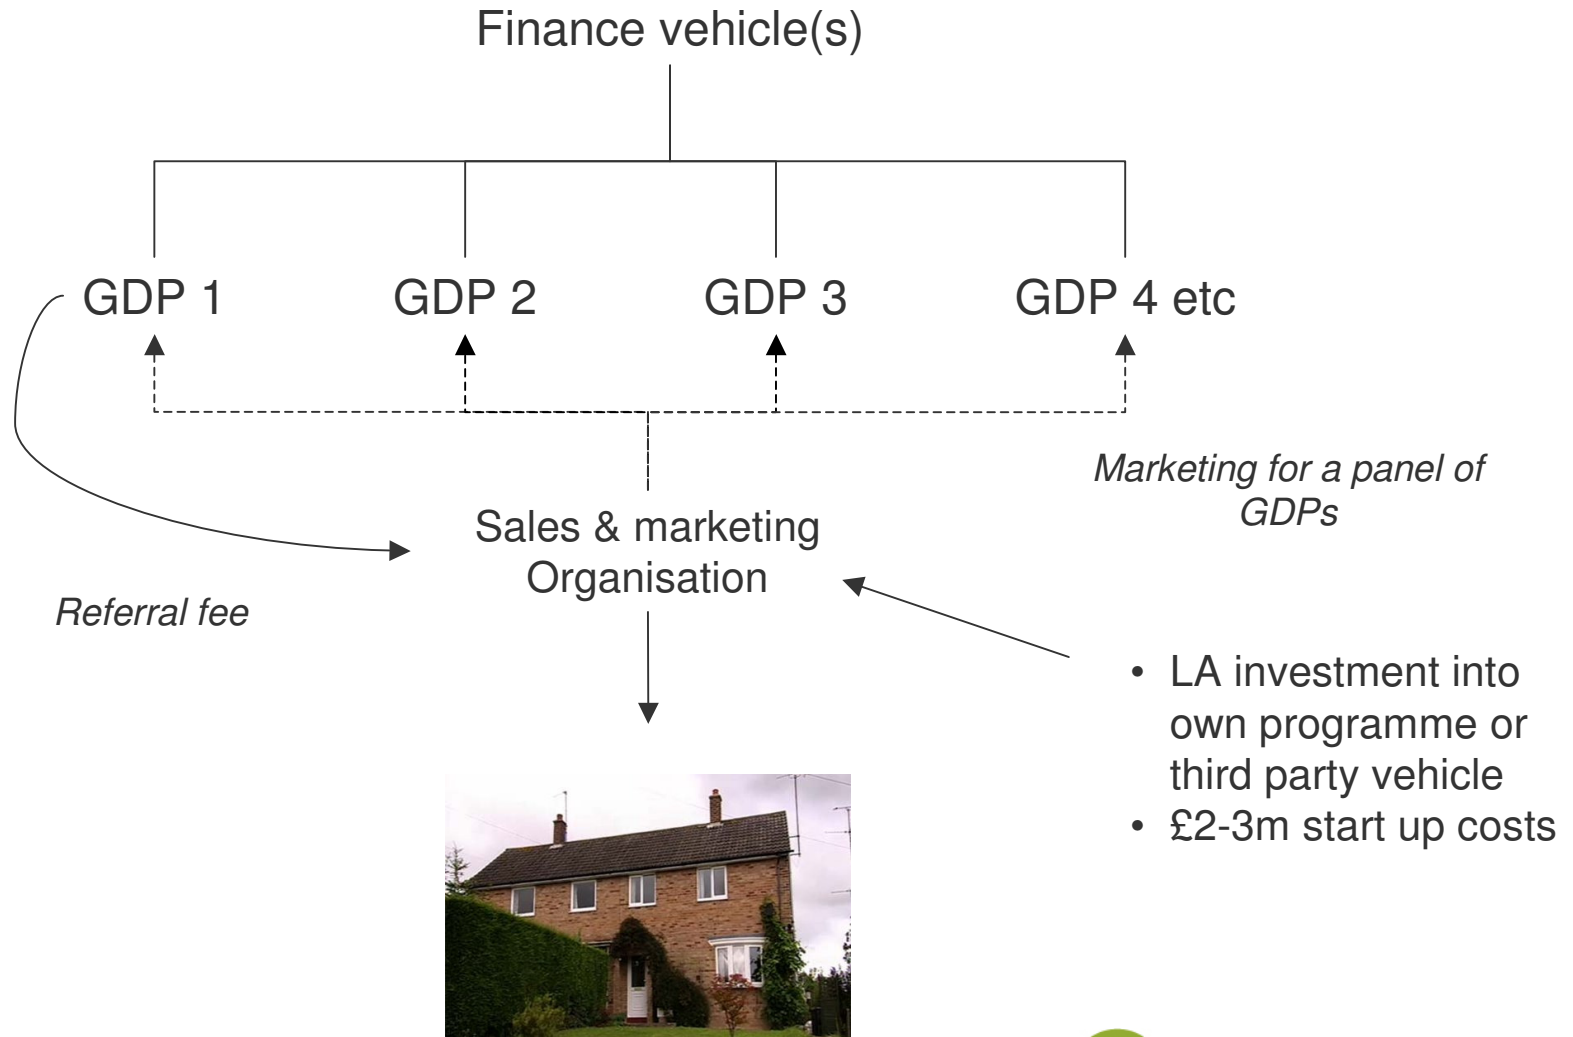 Finance vehicle(s)
GDP 1
GDP 2
GDP 3
GDP 4 etc
Marketing for a panel of
GDPs
Sales & marketing
Organisation
Referral fee
• LA investment into
own programme or
third party vehicle
• £2-3m start up costs